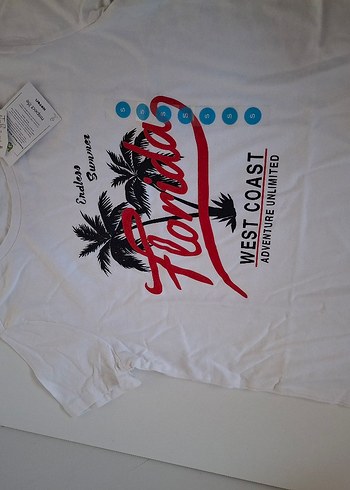 Endless
Summer
Florida
WEST COAST
ADVENTURE UNLIMITED
S S S S S S S